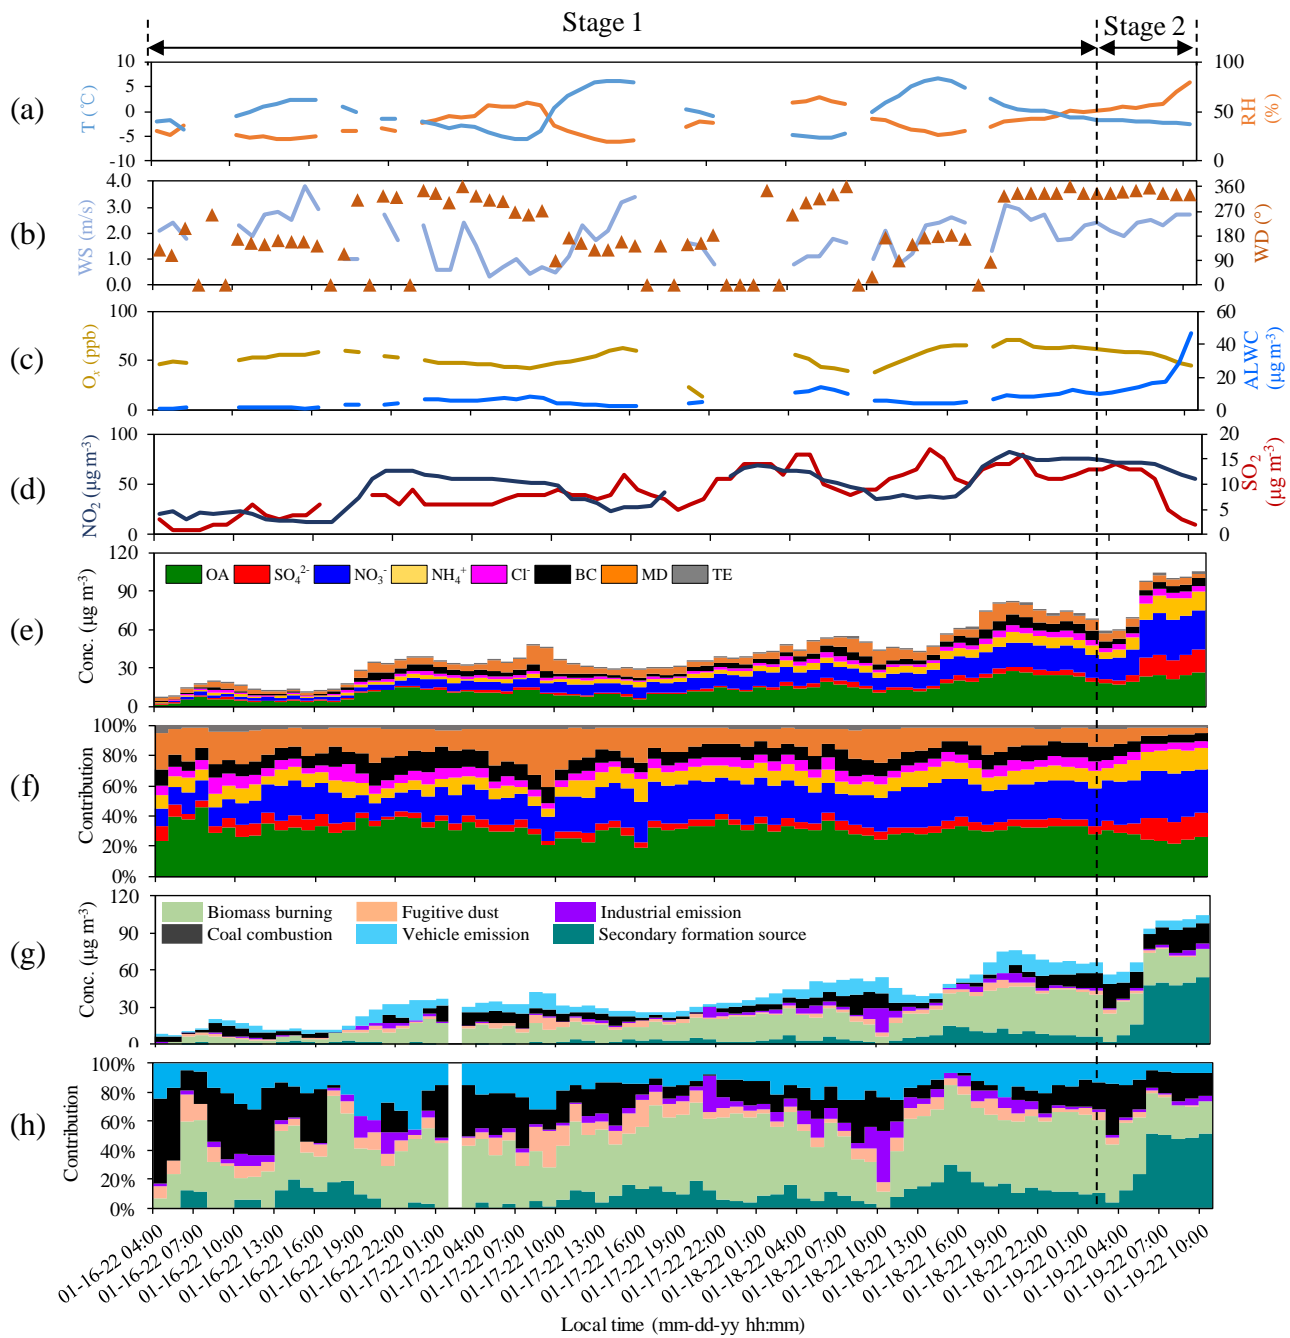 Stage 1
Stage 2
(a)
T (℃)
10
5
0
-5
-10
100
50
0
RH
(%)
(b)
WS (m/s)
4.0
3.0
2.0
1.0
0.0
360
270
180
90
0
WD (°)
(c)
Oₓ (ppb)
100
50
0
60
40
20
0
ALWC
(μg m⁻³)
(d)
NO₂ (μg m⁻³)
100
50
0
20
15
10
5
0
SO₂
(μg m⁻³)
(e)
Conc. (μg m⁻³)
120
90
60
30
0
OA SO₄²⁻ NO₃⁻ NH₄⁺ Cl⁻ BC MD TE
(f)
Contribution
100%
80%
60%
40%
20%
0%
(g)
Conc. (μg m⁻³)
120
90
60
30
0
Biomass burning Fugitive dust Industrial emission
Coal combustion Vehicle emission Secondary formation source
(h)
Contribution
100%
80%
60%
40%
20%
0%
01-16-22 04:00
01-16-22 07:00
01-16-22 10:00
01-16-22 13:00
01-16-22 16:00
01-16-22 19:00
01-16-22 22:00
01-17-22 01:00
01-17-22 04:00
01-17-22 07:00
01-17-22 10:00
01-17-22 13:00
01-17-22 16:00
01-17-22 19:00
01-17-22 22:00
01-18-22 01:00
01-18-22 04:00
01-18-22 07:00
01-18-22 10:00
01-18-22 13:00
01-18-22 16:00
01-18-22 19:00
01-18-22 22:00
01-19-22 01:00
01-19-22 04:00
01-19-22 07:00
01-19-22 10:00
Local time (mm-dd-yy hh:mm)